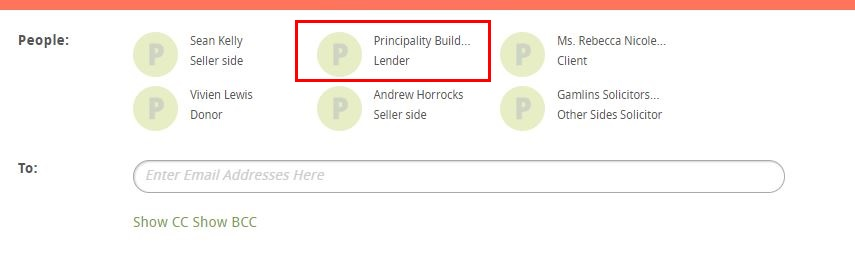 People:
P Sean Kelly
Seller side
P Principality Build...
Lender
P Ms. Rebecca Nicole...
Client
P Vivien Lewis
Donor
P Andrew Horrocks
Seller side
P Gamlins Solicitors...
Other Sides Solicitor
To:
Enter Email Addresses Here
Show CC Show BCC